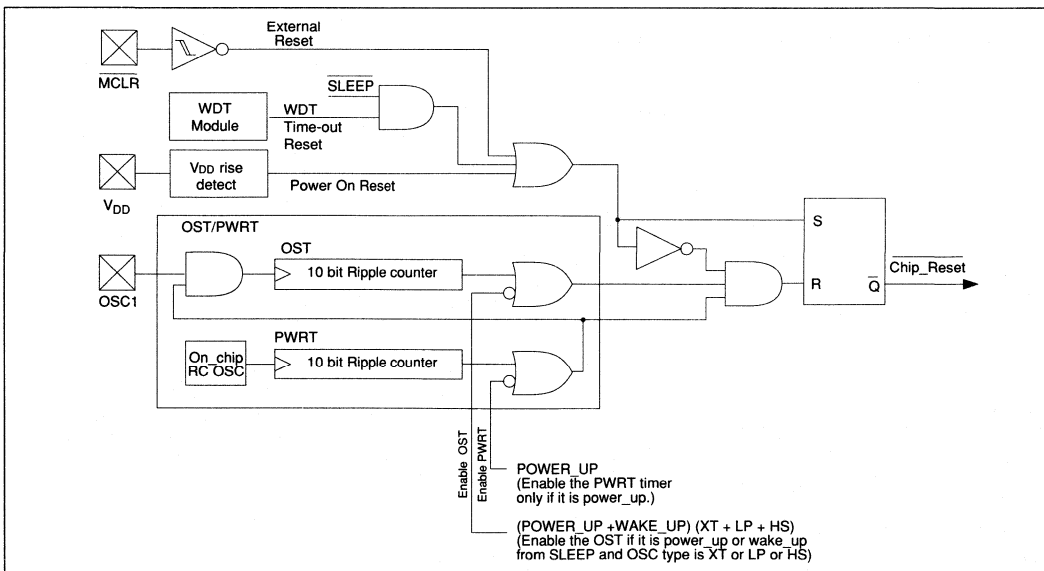 External
Reset
MCLR
SLEEP
WDT
Module
WDT
Time-out
Reset
VDD rise
detect
Power On Reset
VDD
OST/PWRT
OST
10 bit Ripple counter
OSC1
PWRT
On_chip
RC OSC
10 bit Ripple counter
S
R
Q
Chip_Reset
Enable OST
Enable PWRT
POWER_UP
(Enable the PWRT timer
only if it is power_up.)
(POWER_UP +WAKE_UP) (XT + LP + HS)
(Enable the OST if it is power_up or wake_up
from SLEEP and OSC type is XT or LP or HS)